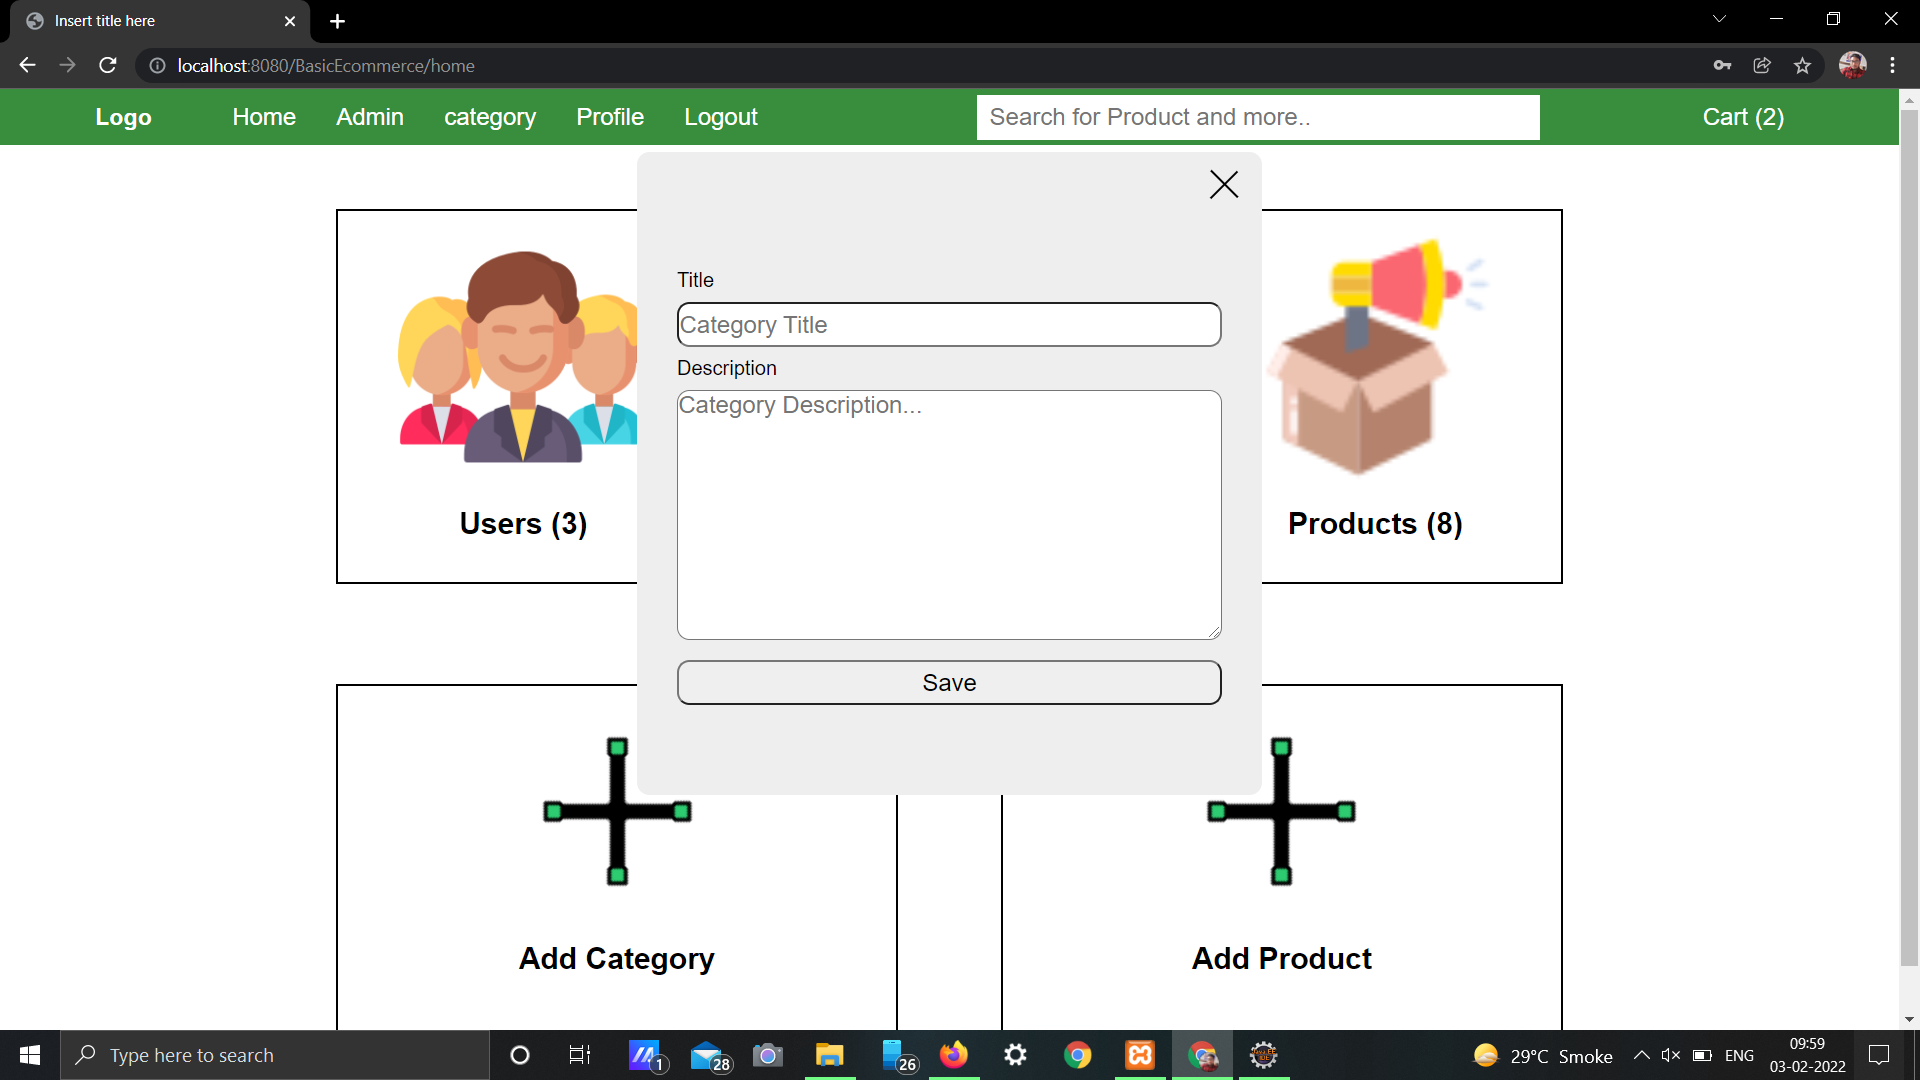 Insert title here
localhost:8080/BasicEcommerce/home
Logo Home Admin category Profile Logout Search for Product and more.. Cart (2)
Title
Category Title
Description
Category Description...
Save
Users (3)
Products (8)
Add Category
Add Product
Type here to search
1
28
26
29°C Smoke
ENG
09:59
03-02-2022